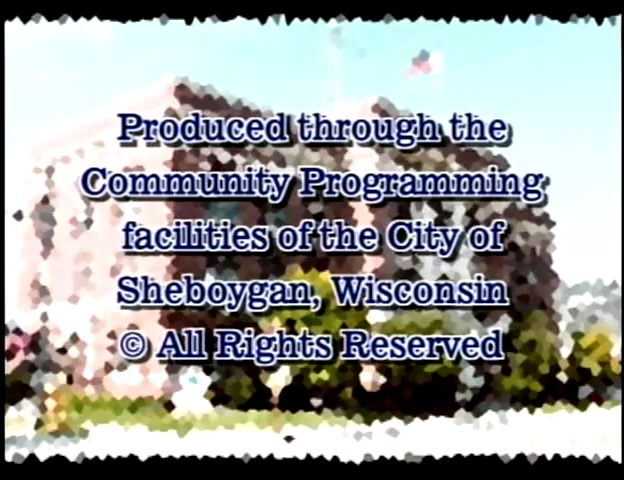 Produced through the
Community Programming
facilities of the City of
Sheboygan, Wisconsin
© All Rights Reserved